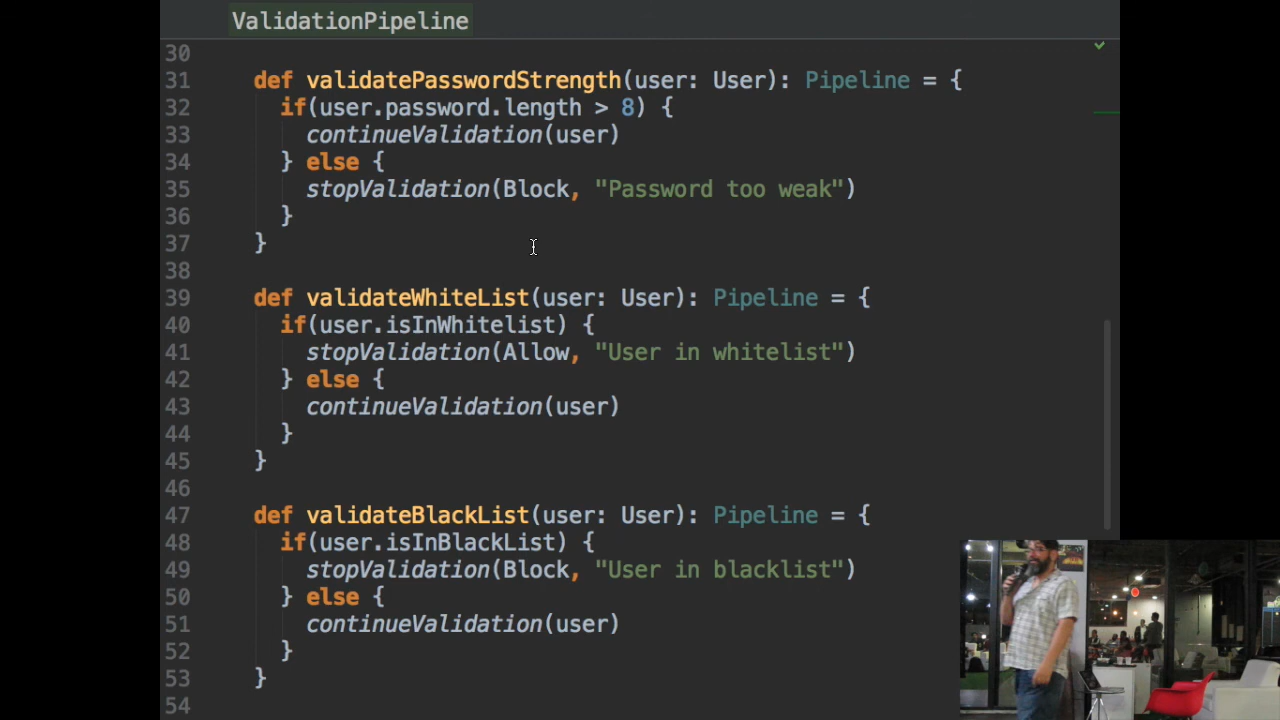 ValidationPipeline
30
31 def validatePasswordStrength(user: User): Pipeline = {
32 if(user.password.length > 8) {
33 continueValidation(user)
34 } else {
35 stopValidation(Block, "Password too weak")
36 }
37 }
38
39 def validateWhiteList(user: User): Pipeline = {
40 if(user.isInWhitelist) {
41 stopValidation(Allow, "User in whitelist")
42 } else {
43 continueValidation(user)
44 }
45 }
46
47 def validateBlackList(user: User): Pipeline = {
48 if(user.isInBlackList) {
49 stopValidation(Block, "User in blacklist")
50 } else {
51 continueValidation(user)
52 }
53 }
54